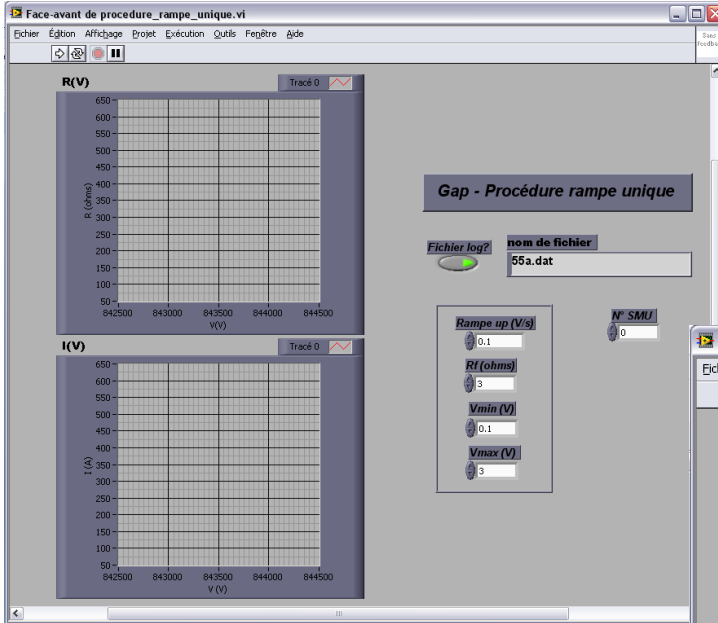 Face-avant de procedure_rampe_unique.vi
Fichier Édition Affichage Projet Exécution Outils Fenêtre Aide
Sans
feedba
R(V)
Tracé 0
650
600
550
500
450
400
350
300
250
200
150
100
50
R (ohms)
842500 843000 843500 844000 844500
V(V)
I(V)
Tracé 0
650
600
550
500
450
400
350
300
250
200
150
100
50
I (A)
842500 843000 843500 844000 844500
V (V)
Gap - Procédure rampe unique
Fichier log?
nom de fichier
55a.dat
Rampe up (V/s)
0.1
Rf (ohms)
3
Vmin (V)
0.1
Vmax (V)
3
N° SMU
0
Fich